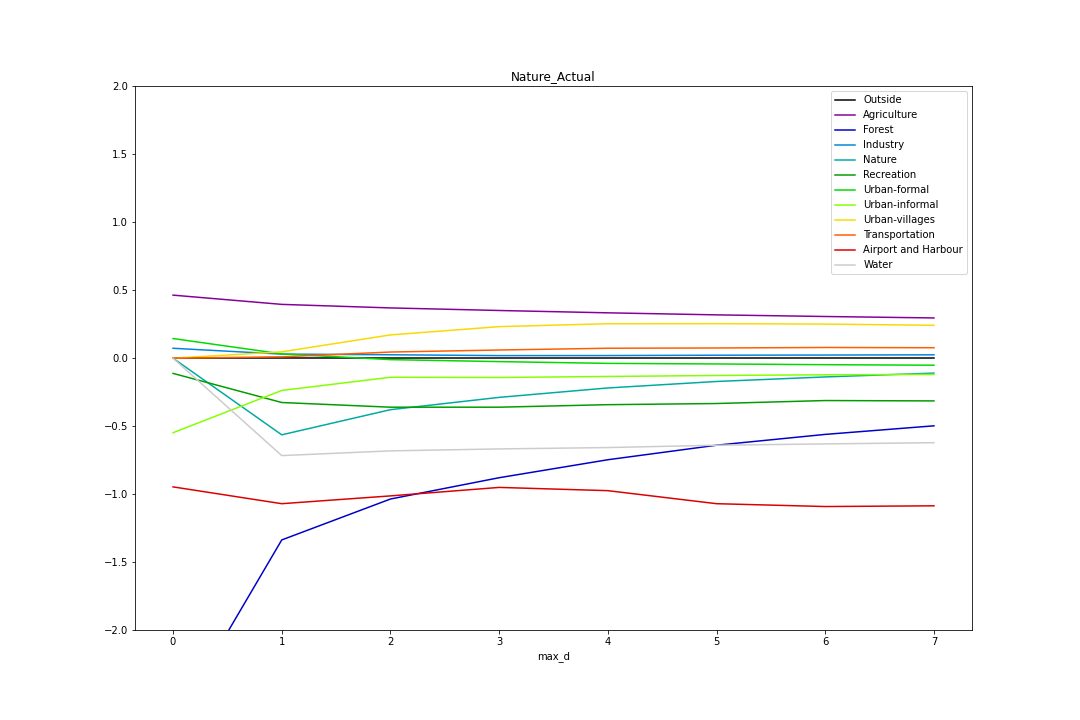 Nature_Actual
2.0
1.5
1.0
0.5
0.0
−0.5
−1.0
−1.5
−2.0
Outside
Agriculture
Forest
Industry
Nature
Recreation
Urban-formal
Urban-informal
Urban-villages
Transportation
Airport and Harbour
Water
0 1 2 3 4 5 6 7
max_d